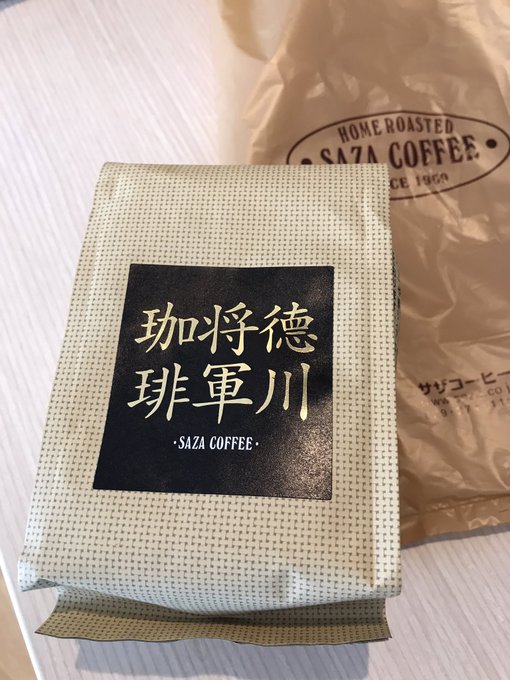 徳川
将軍
珈琲
·SAZA COFFEE·
HOME ROASTED
· SAZA COFFEE ·
CE 1969
サザコーヒー